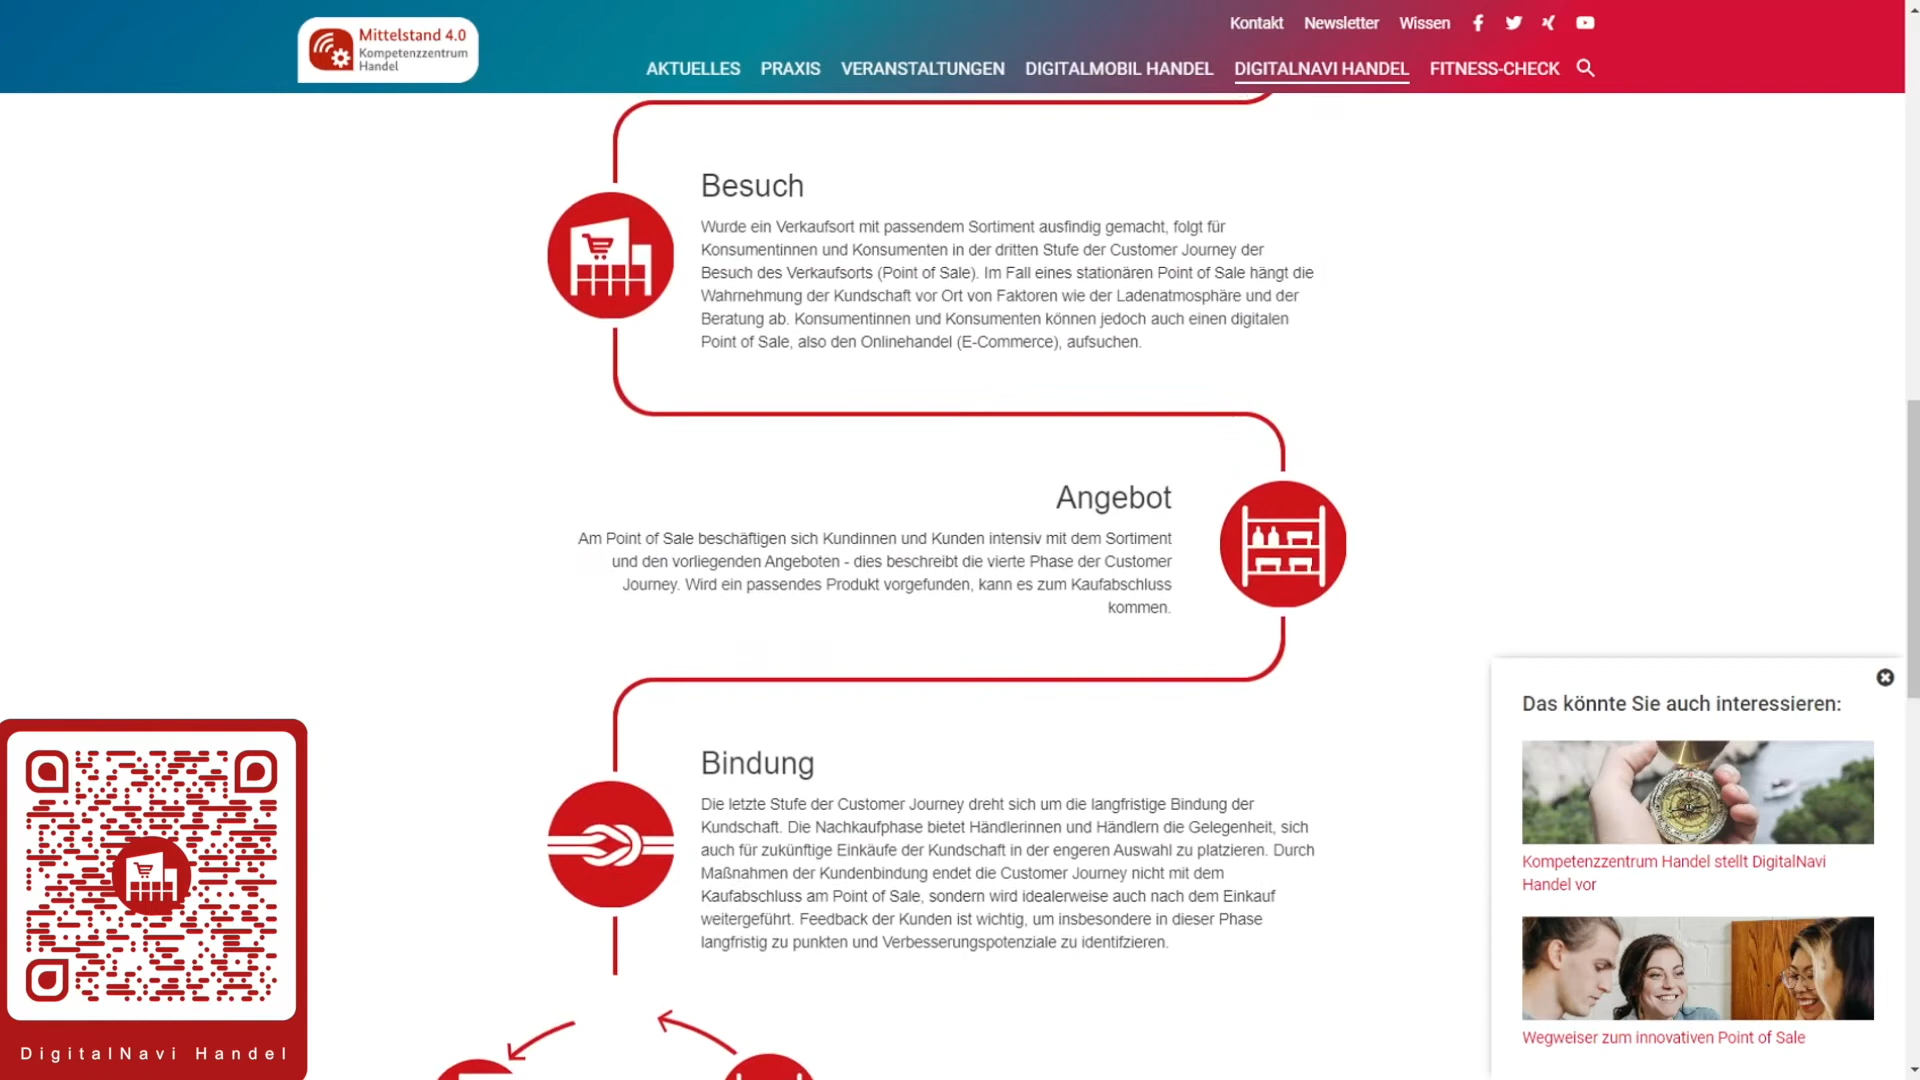 Mittelstand 4.0
Kompetenzzentrum
Handel
Kontakt Newsletter Wissen
AKTUELLES PRAXIS VERANSTALTUNGEN DIGITALMOBIL HANDEL DIGITALNAVI HANDEL FITNESS-CHECK
Besuch
Wurde ein Verkaufsort mit passendem Sortiment ausfindig gemacht, folgt für
Konsumentinnen und Konsumenten in der dritten Stufe der Customer Journey der
Besuch des Verkaufsorts (Point of Sale). Im Fall eines stationären Point of Sale hängt die
Wahrnehmung der Kundschaft vor Ort von Faktoren wie der Ladenatmosphäre und der
Beratung ab. Konsumentinnen und Konsumenten können jedoch auch einen digitalen
Point of Sale, also den Onlinehandel (E-Commerce), aufsuchen.
Angebot
Am Point of Sale beschäftigen sich Kundinnen und Kunden intensiv mit dem Sortiment
und den vorliegenden Angeboten - dies beschreibt die vierte Phase der Customer
Journey. Wird ein passendes Produkt vorgefunden, kann es zum Kaufabschluss
kommen.
Bindung
Die letzte Stufe der Customer Journey dreht sich um die langfristige Bindung der
Kundschaft. Die Nachkaufphase bietet Händlerinnen und Händlern die Gelegenheit, sich
auch für zukünftige Einkäufe der Kundschaft in der engeren Auswahl zu platzieren. Durch
Maßnahmen der Kundenbindung endet die Customer Journey nicht mit dem
Kaufabschluss am Point of Sale, sondern wird idealerweise auch nach dem Einkauf
weitergeführt. Feedback der Kunden ist wichtig, um insbesondere in dieser Phase
langfristig zu punkten und Verbesserungspotenziale zu identifzieren.
Das könnte Sie auch interessieren:
Kompetenzzentrum Handel stellt DigitalNavi
Handel vor
Wegweiser zum innovativen Point of Sale
DigitalNavi Handel